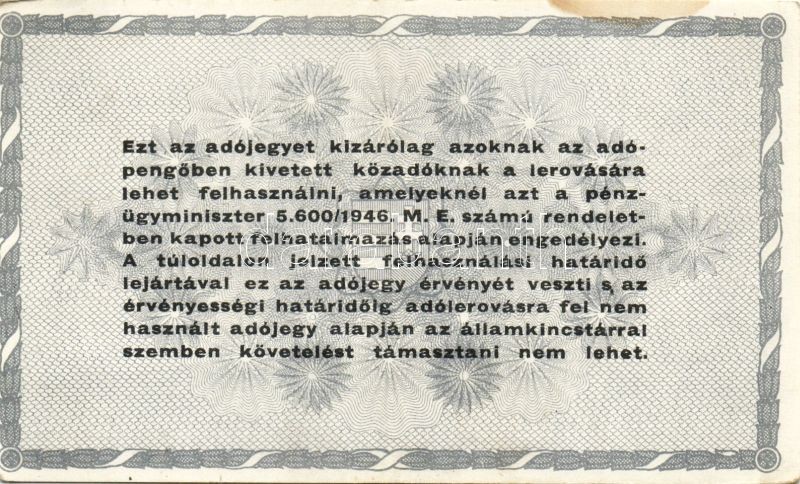 Ezt az adójegyet kizárólag azoknak az adó-
pengőben kivetett közadóknak a lerovására
lehet felhasználni, amelyeknél azt a pénz-
ügyminiszter 5.600/1946. M. E. számú rendelet-
ben kapott felhatalmazás alapján engedélyezi.
A túloldalon jelzett felhasználási határidő
lejártával ez az adójegy érvényét veszti s az
érvényességi határidőig adólerovásra fel nem
használt adójegy alapján az államkincstárral
szemben követelést támasztani nem lehet.